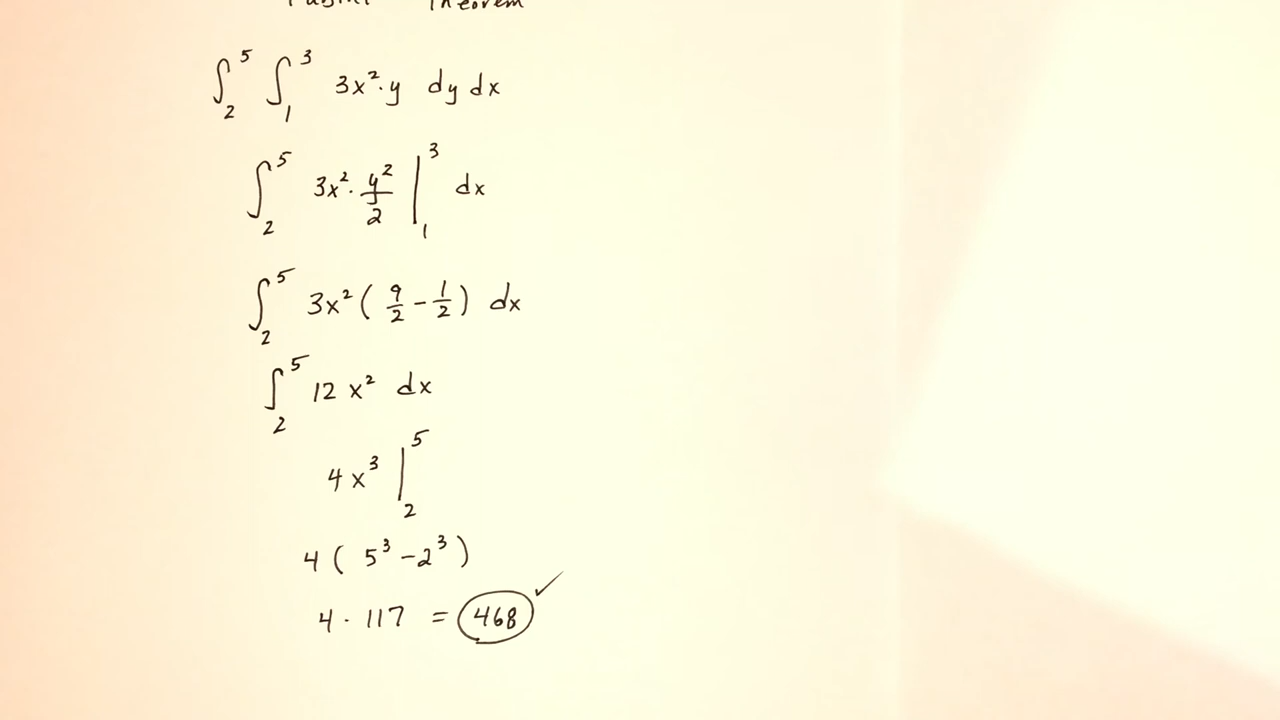 Theorem
∫₂⁵ ∫₁³ 3x²·y dy dx
∫₂⁵ 3x²· y²/2 |₁³ dx
∫₂⁵ 3x² ( 9/2 - 1/2 ) dx
∫₂⁵ 12 x² dx
4x³ |₂⁵
4 ( 5³ - 2³ )
4 · 117 = 468 ✓